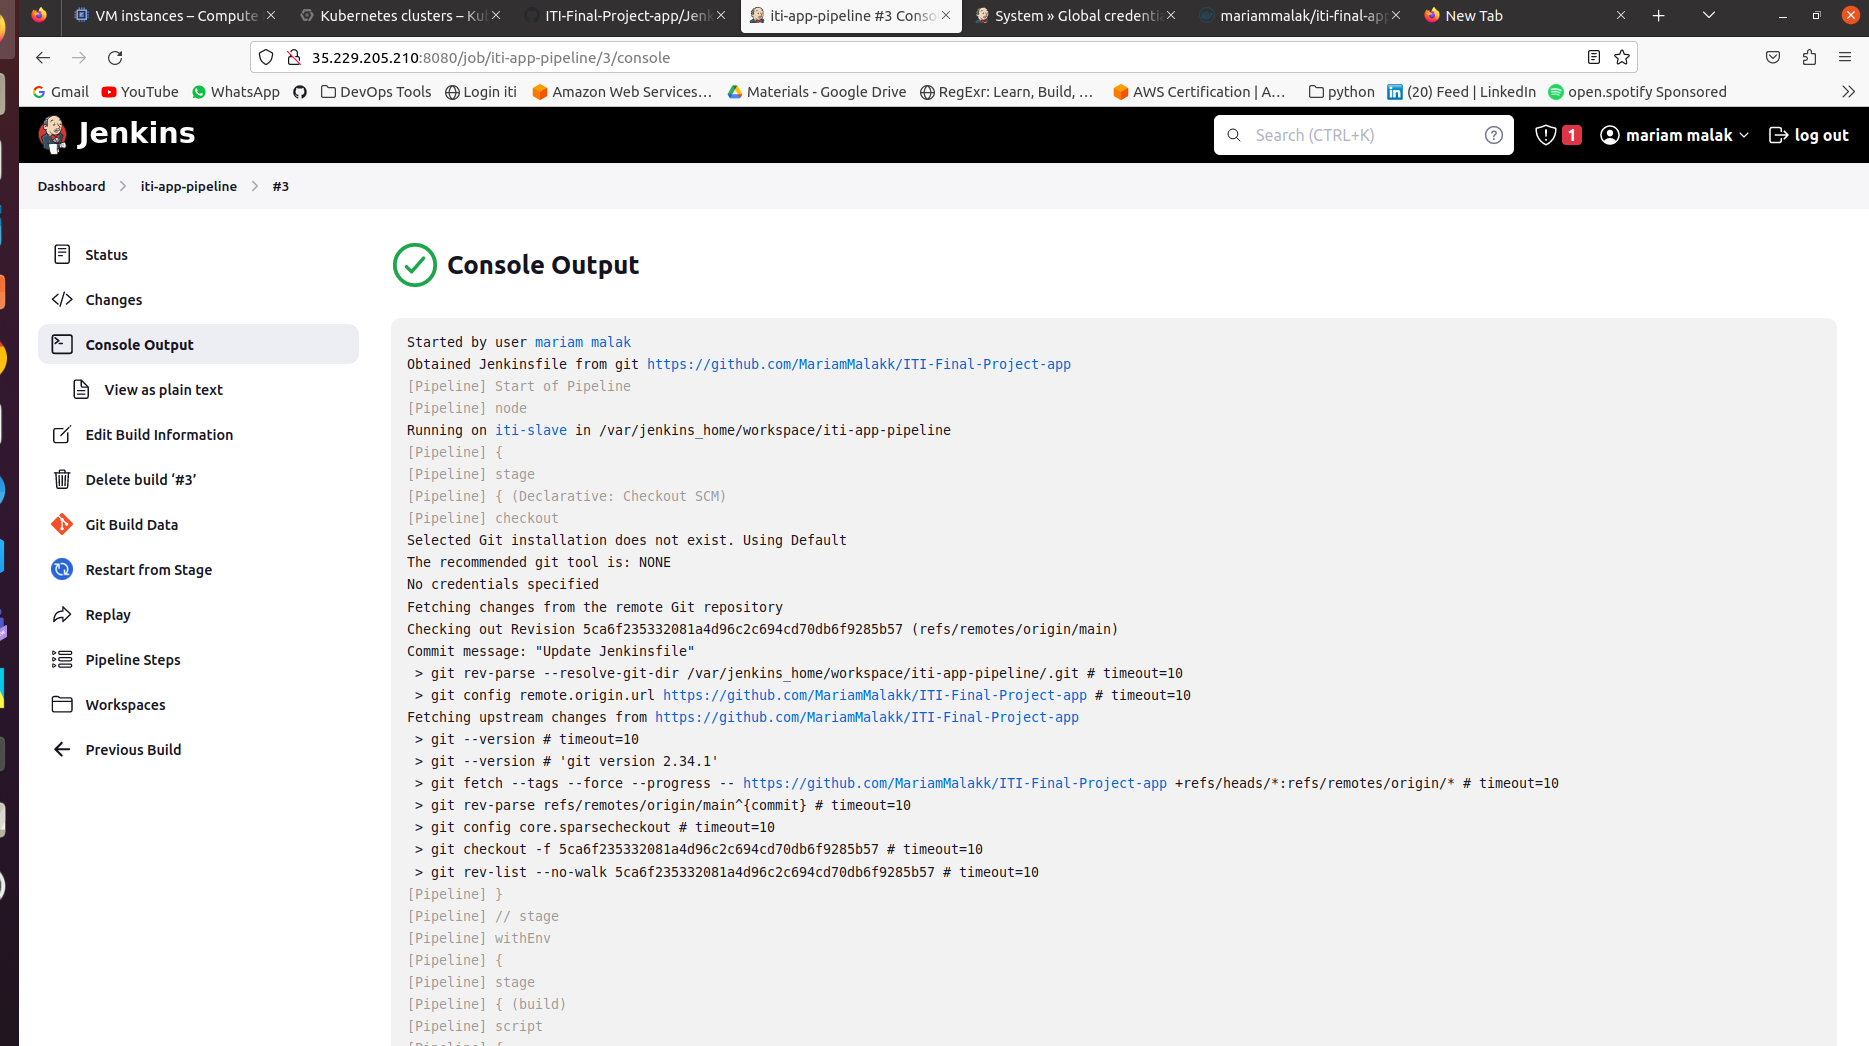 VM instances – Compute
Kubernetes clusters – Ku
ITI-Final-Project-app/Jenk
iti-app-pipeline #3 Conso
System » Global credentia
mariammalak/iti-final-app
New Tab
35.229.205.210:8080/job/iti-app-pipeline/3/console
Gmail
YouTube
WhatsApp
DevOps Tools
Login iti
Amazon Web Services…
Materials - Google Drive
RegExr: Learn, Build, …
AWS Certification | A…
python
(20) Feed | LinkedIn
open.spotify Sponsored
Jenkins
Search (CTRL+K)
1
mariam malak
log out
Dashboard
iti-app-pipeline
#3
Status
Changes
Console Output
View as plain text
Edit Build Information
Delete build ‘#3’
Git Build Data
Restart from Stage
Replay
Pipeline Steps
Workspaces
Previous Build
Console Output
Started by user mariam malak
Obtained Jenkinsfile from git https://github.com/MariamMalakk/ITI-Final-Project-app
[Pipeline] Start of Pipeline
[Pipeline] node
Running on iti-slave in /var/jenkins_home/workspace/iti-app-pipeline
[Pipeline] {
[Pipeline] stage
[Pipeline] { (Declarative: Checkout SCM)
[Pipeline] checkout
Selected Git installation does not exist. Using Default
The recommended git tool is: NONE
No credentials specified
Fetching changes from the remote Git repository
Checking out Revision 5ca6f235332081a4d96c2c694cd70db6f9285b57 (refs/remotes/origin/main)
Commit message: "Update Jenkinsfile"
> git rev-parse --resolve-git-dir /var/jenkins_home/workspace/iti-app-pipeline/.git # timeout=10
> git config remote.origin.url https://github.com/MariamMalakk/ITI-Final-Project-app # timeout=10
Fetching upstream changes from https://github.com/MariamMalakk/ITI-Final-Project-app
> git --version # timeout=10
> git --version # 'git version 2.34.1'
> git fetch --tags --force --progress -- https://github.com/MariamMalakk/ITI-Final-Project-app +refs/heads/*:refs/remotes/origin/* # timeout=10
> git rev-parse refs/remotes/origin/main^{commit} # timeout=10
> git config core.sparsecheckout # timeout=10
> git checkout -f 5ca6f235332081a4d96c2c694cd70db6f9285b57 # timeout=10
> git rev-list --no-walk 5ca6f235332081a4d96c2c694cd70db6f9285b57 # timeout=10
[Pipeline] }
[Pipeline] // stage
[Pipeline] withEnv
[Pipeline] {
[Pipeline] stage
[Pipeline] { (build)
[Pipeline] script
[Pipeline] {